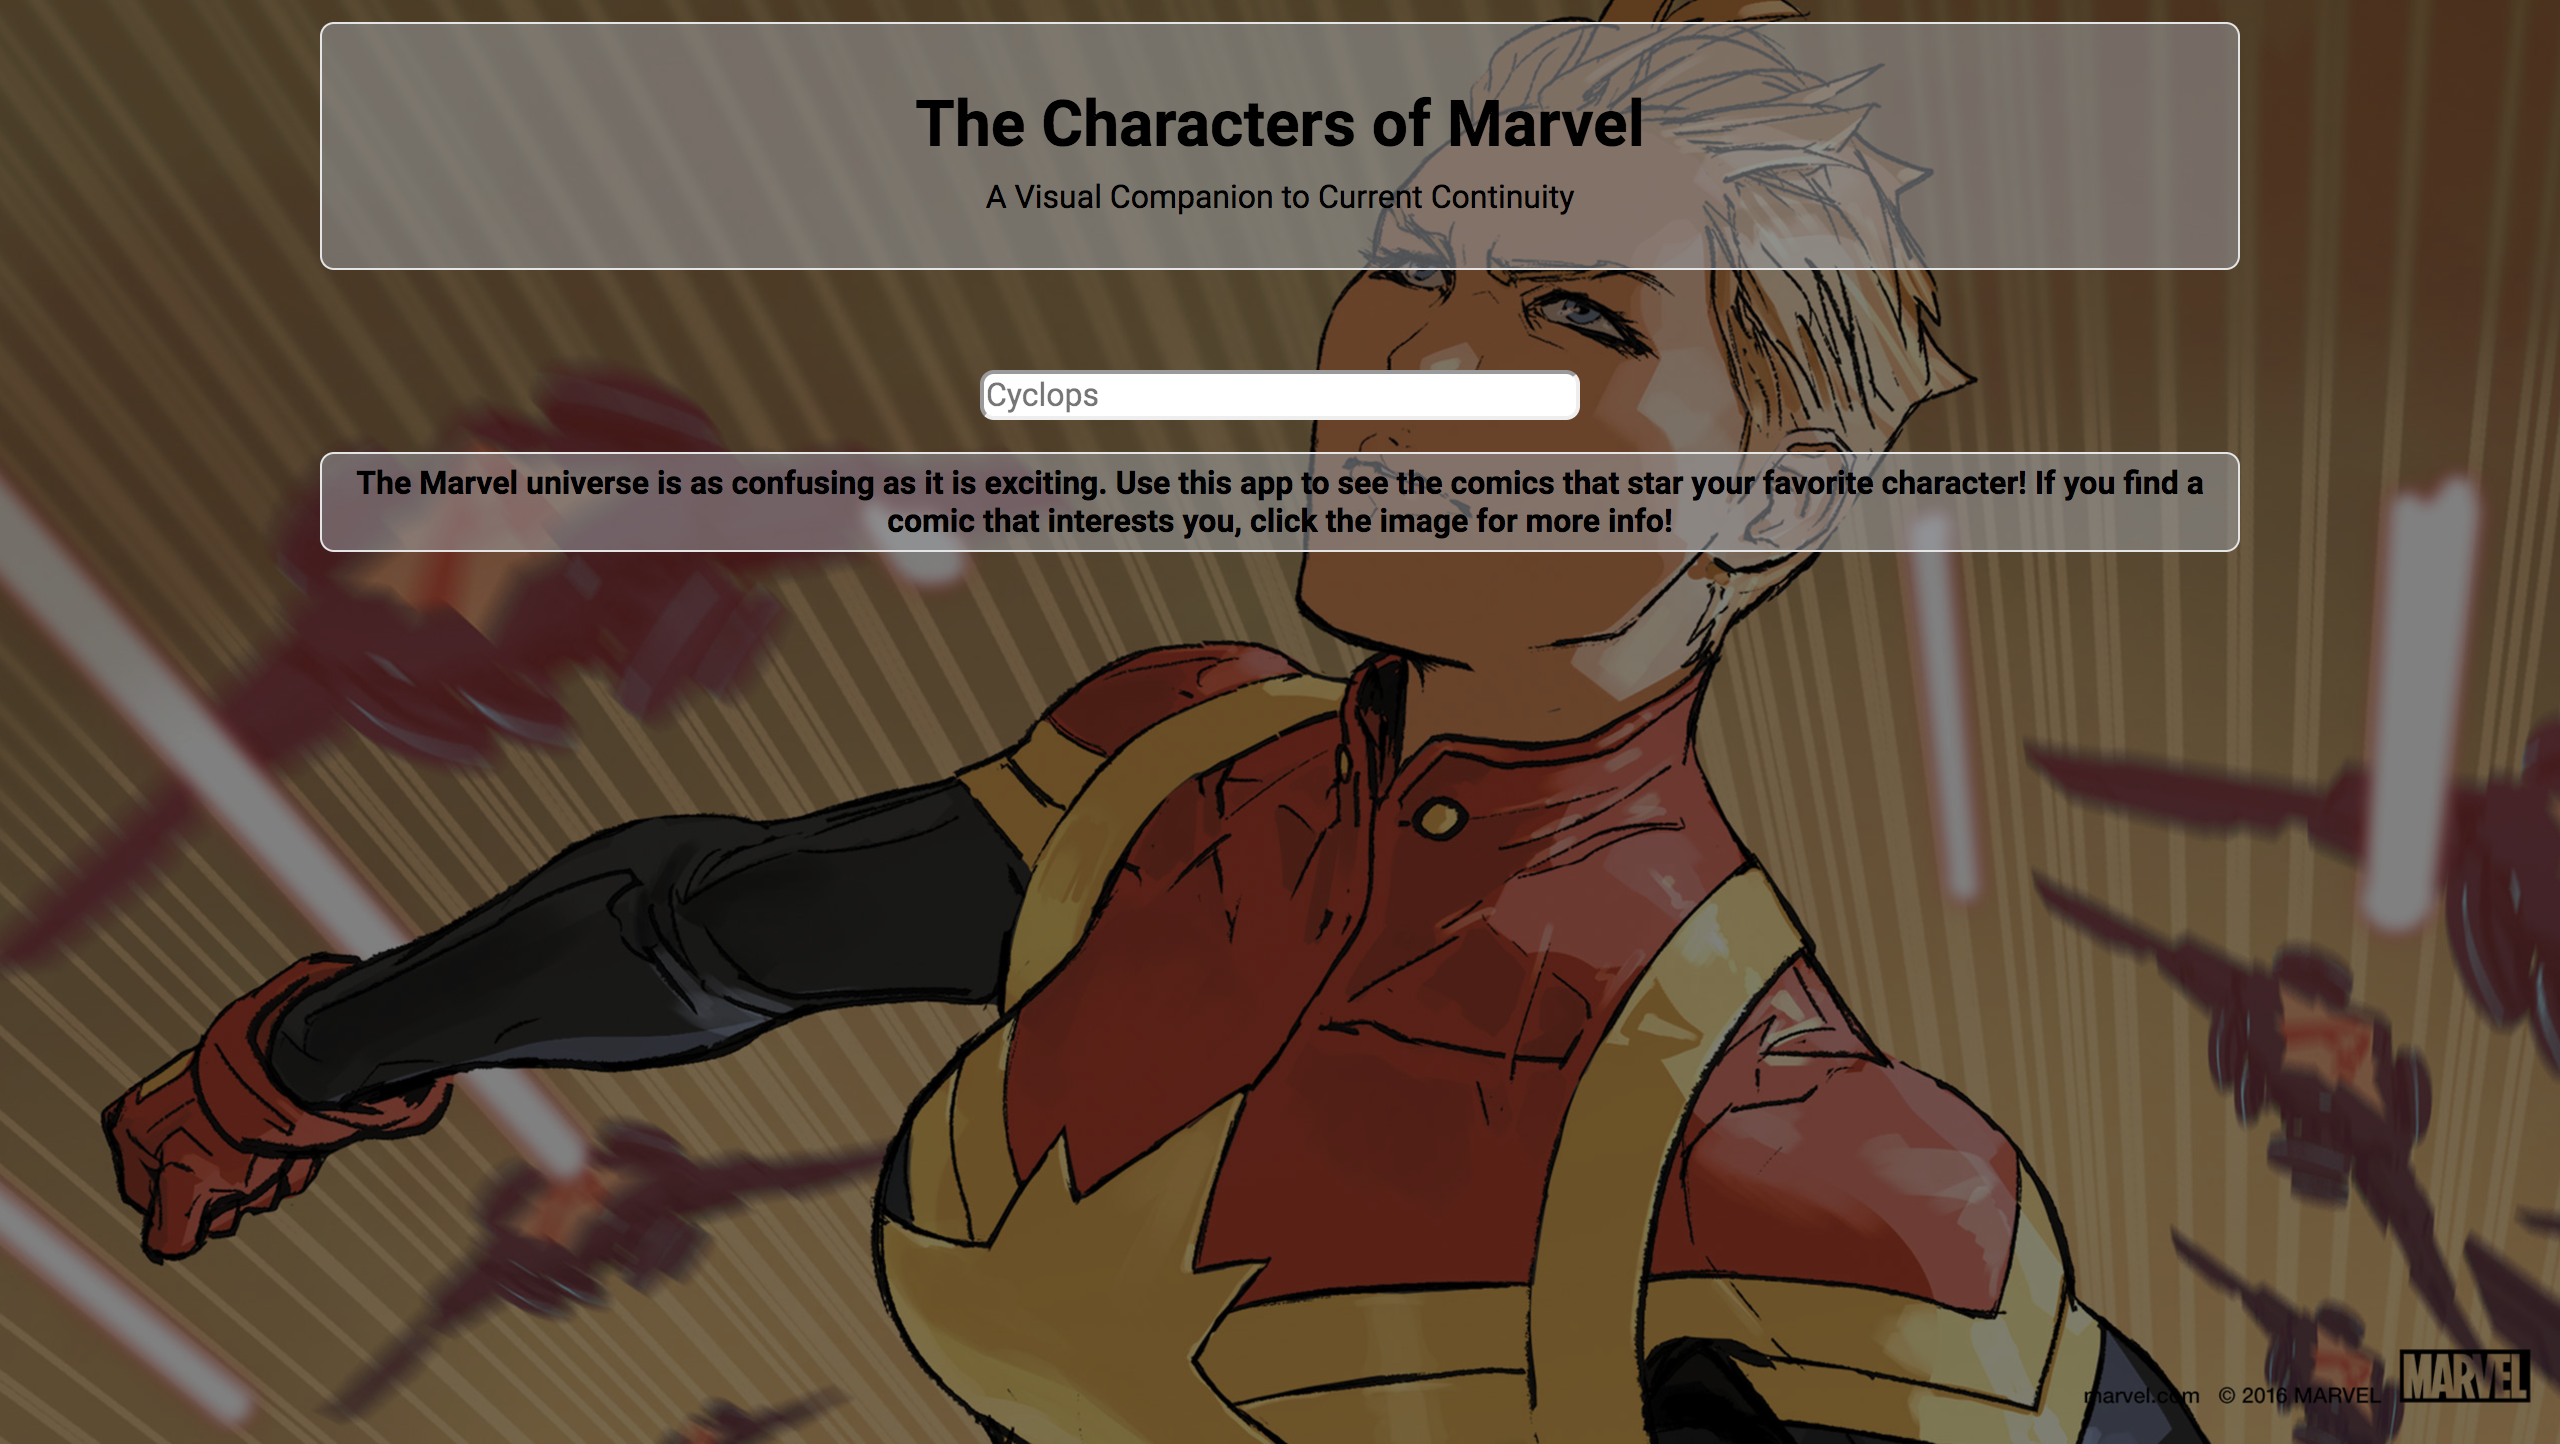 The Characters of Marvel
A Visual Companion to Current Continuity
Cyclops
The Marvel universe is as confusing as it is exciting. Use this app to see the comics that star your favorite character! If you find a
comic that interests you, click the image for more info!
marvel.com © 2016 MARVEL MARVEL